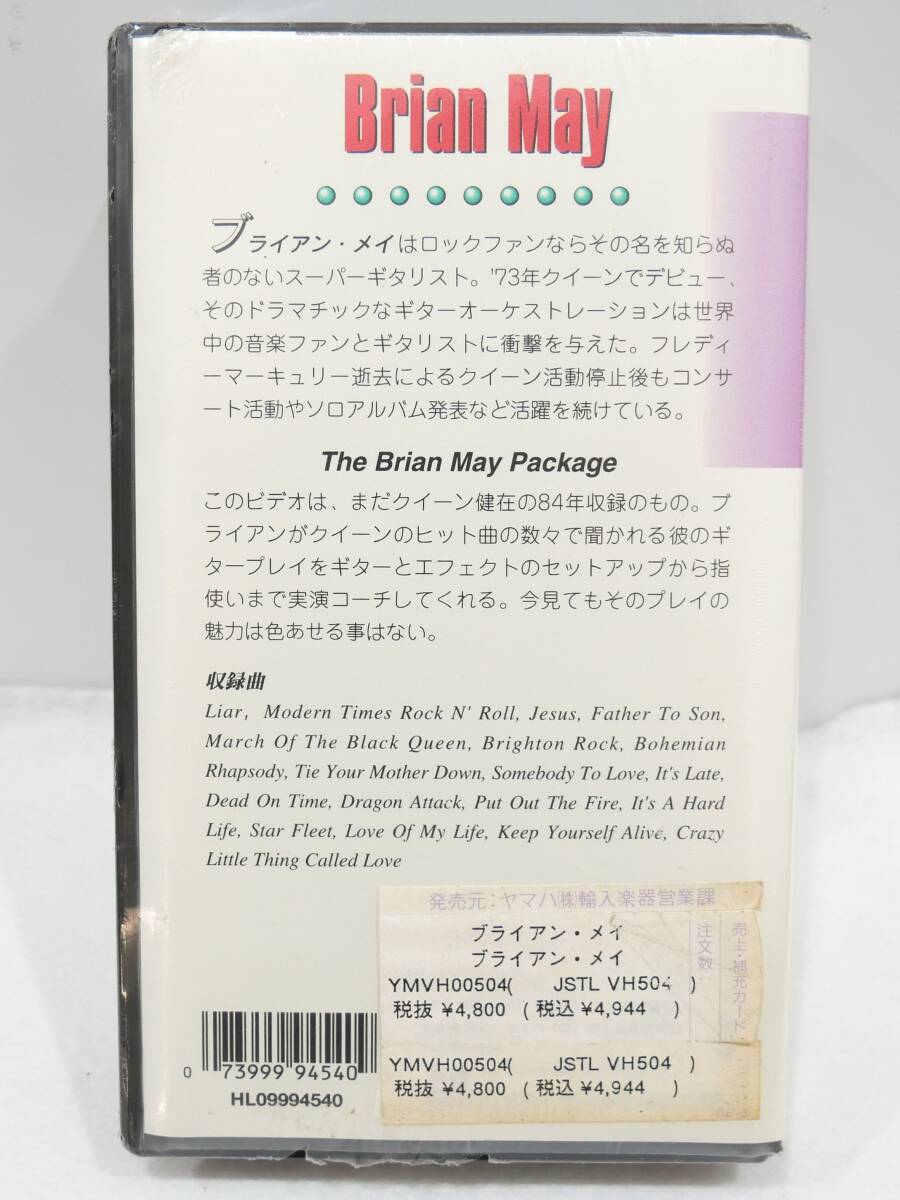 Brian May
ブライアン・メイはロックファンならその名を知らぬ
者のないスーパーギタリスト。'73年クイーンでデビュー、
そのドラマチックなギターオーケストレーションは世界
中の音楽ファンとギタリストに衝撃を与えた。フレディ
ーマーキュリー逝去によるクイーン活動停止後もコンサ
ート活動やソロアルバム発表など活躍を続けている。
The Brian May Package
このビデオは、まだクイーン健在の84年収録のもの。ブ
ライアンがクイーンのヒット曲の数々で聞かれる彼のギ
タープレイをギターとエフェクトのセットアップから指
使いまで実演コーチしてくれる。今見てもそのプレイの
魅力は色あせる事はない。
収録曲
Liar, Modern Times Rock N' Roll, Jesus, Father To Son,
March Of The Black Queen, Brighton Rock, Bohemian
Rhapsody, Tie Your Mother Down, Somebody To Love, It's Late,
Dead On Time, Dragon Attack, Put Out The Fire, It's A Hard
Life, Star Fleet, Love Of My Life, Keep Yourself Alive, Crazy
Little Thing Called Love
発売元:ヤマハ㈱輸入楽器営業課
ブライアン・メイ
ブライアン・メイ
YMVH00504( JSTL VH504 )
税抜 ¥4,800 ( 税込 ¥4,944 )
注文数:
売上・補充カード
YMVH00504( JSTL VH504 )
税抜 ¥4,800 ( 税込 ¥4,944 )
0 73999 94540
HL09994540